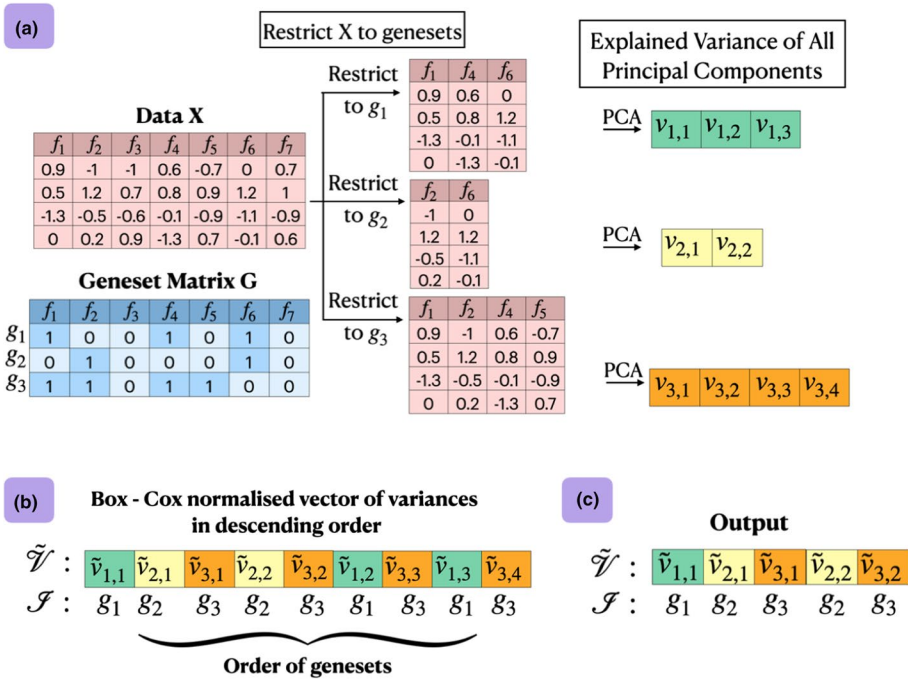 (a)
Restrict X to genesets
Explained Variance of All
Principal Components
Data X
f₁ f₂ f₃ f₄ f₅ f₆ f₇
0.9 -1 -1 0.6 -0.7 0 0.7
0.5 1.2 0.7 0.8 0.9 1.2 1
-1.3 -0.5 -0.6 -0.1 -0.9 -1.1 -0.9
0 0.2 0.9 -1.3 0.7 -0.1 0.6
Geneset Matrix G
f₁ f₂ f₃ f₄ f₅ f₆ f₇
g₁ 1 0 0 1 0 1 0
g₂ 0 1 0 0 0 1 0
g₃ 1 1 0 1 1 0 0
Restrict
to g₁
f₁ f₄ f₆
0.9 0.6 0
0.5 0.8 1.2
-1.3 -0.1 -1.1
0 -1.3 -0.1
PCA
v₁,₁ v₁,₂ v₁,₃
Restrict
to g₂
f₂ f₆
-1 0
1.2 1.2
-0.5 -1.1
0.2 -0.1
PCA
v₂,₁ v₂,₂
Restrict
to g₃
f₁ f₂ f₄ f₅
0.9 -1 0.6 -0.7
0.5 1.2 0.8 0.9
-1.3 -0.5 -0.1 -0.9
0 0.2 -1.3 0.7
PCA
v₃,₁ v₃,₂ v₃,₃ v₃,₄
(b)
Box - Cox normalised vector of variances
in descending order
𝒱̃ : ṽ₁,₁ ṽ₂,₁ ṽ₃,₁ ṽ₂,₂ ṽ₃,₂ ṽ₁,₂ ṽ₃,₃ ṽ₁,₃ ṽ₃,₄
ℐ : g₁ g₂ g₃ g₂ g₃ g₁ g₃ g₁ g₃
Order of genesets
(c)
Output
𝒱̃ : ṽ₁,₁ ṽ₂,₁ ṽ₃,₁ ṽ₂,₂ ṽ₃,₂
ℐ : g₁ g₂ g₃ g₂ g₃